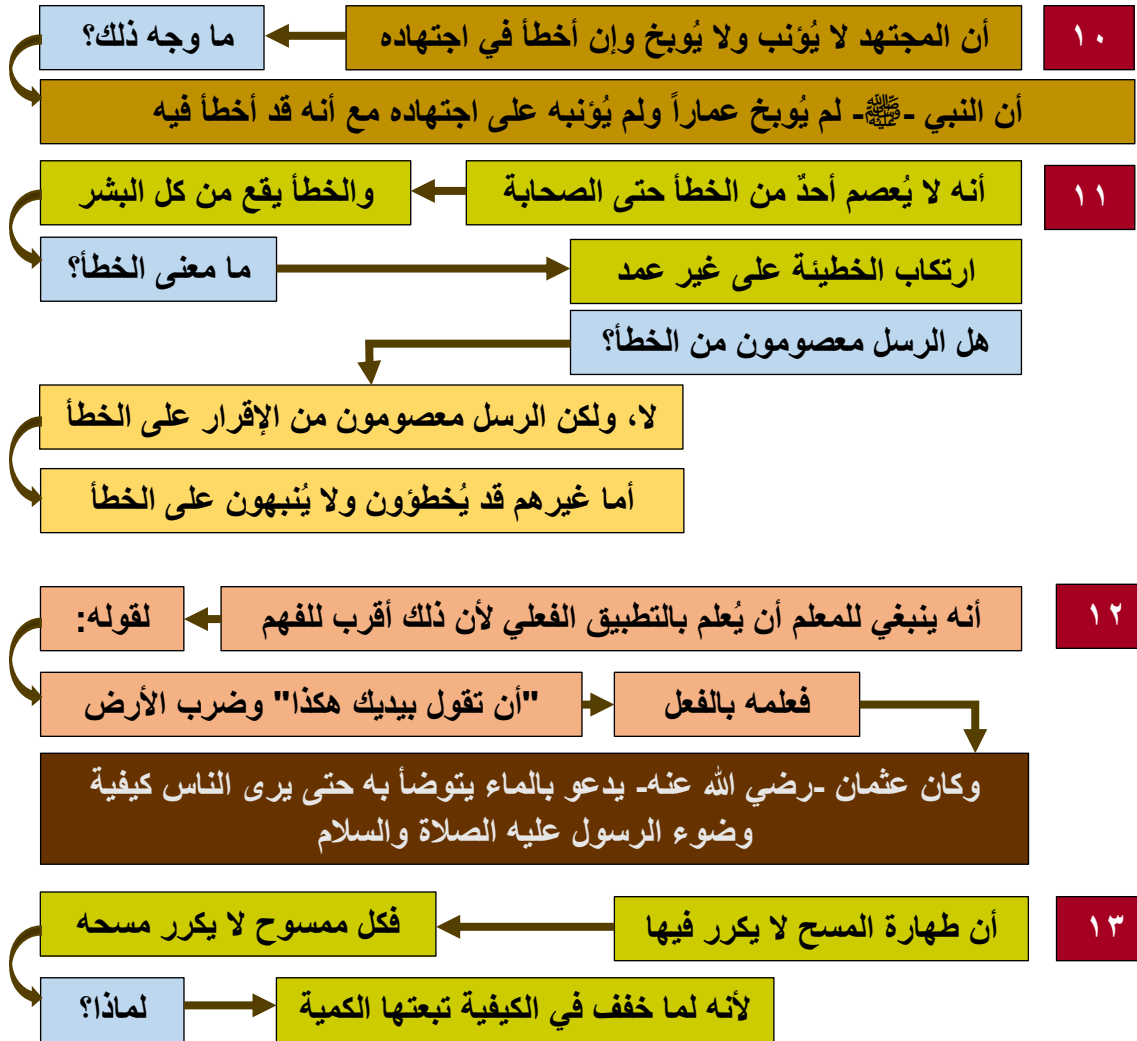 ١٠
أن المجتهد لا يُؤنب ولا يُوبخ وإن أخطأ في اجتهاده
ما وجه ذلك؟
أن النبي -ﷺ- لم يُوبخ عماراً ولم يُؤنبه على اجتهاده مع أنه قد أخطأ فيه
١١
أنه لا يُعصم أحدٌ من الخطأ حتى الصحابة
والخطأ يقع من كل البشر
ما معنى الخطأ؟
ارتكاب الخطيئة على غير عمد
هل الرسل معصومون من الخطأ؟
لا، ولكن الرسل معصومون من الإقرار على الخطأ
أما غيرهم قد يُخطؤون ولا يُنبهون على الخطأ
١٢
أنه ينبغي للمعلم أن يُعلم بالتطبيق الفعلي لأن ذلك أقرب للفهم
لقوله:
"أن تقول بيديك هكذا" وضرب الأرض
فعلمه بالفعل
وكان عثمان -رضي الله عنه- يدعو بالماء يتوضأ به حتى يرى الناس كيفية
وضوء الرسول عليه الصلاة والسلام
١٣
أن طهارة المسح لا يكرر فيها
فكل ممسوح لا يكرر مسحه
لماذا؟
لأنه لما خفف في الكيفية تبعتها الكمية